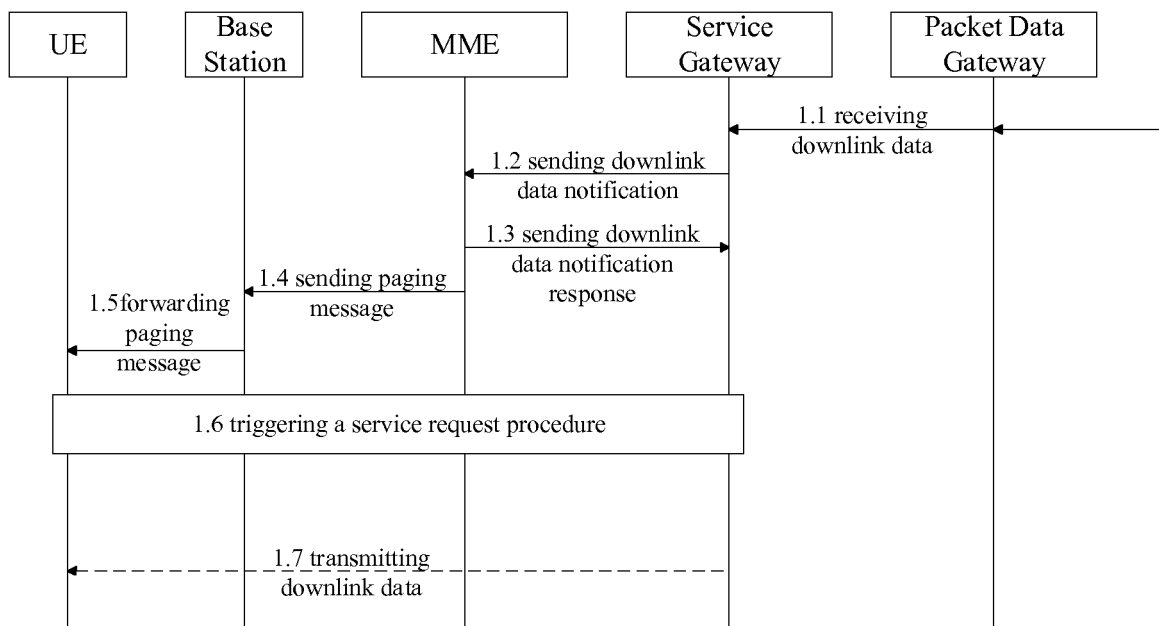 UE
Base
Station
MME
Service
Gateway
Packet Data
Gateway
1.1 receiving
downlink data
1.2 sending downlink
data notification
1.3 sending downlink
data notification
response
1.4 sending paging
message
1.5forwarding
paging
message
1.6 triggering a service request procedure
1.7 transmitting
downlink data